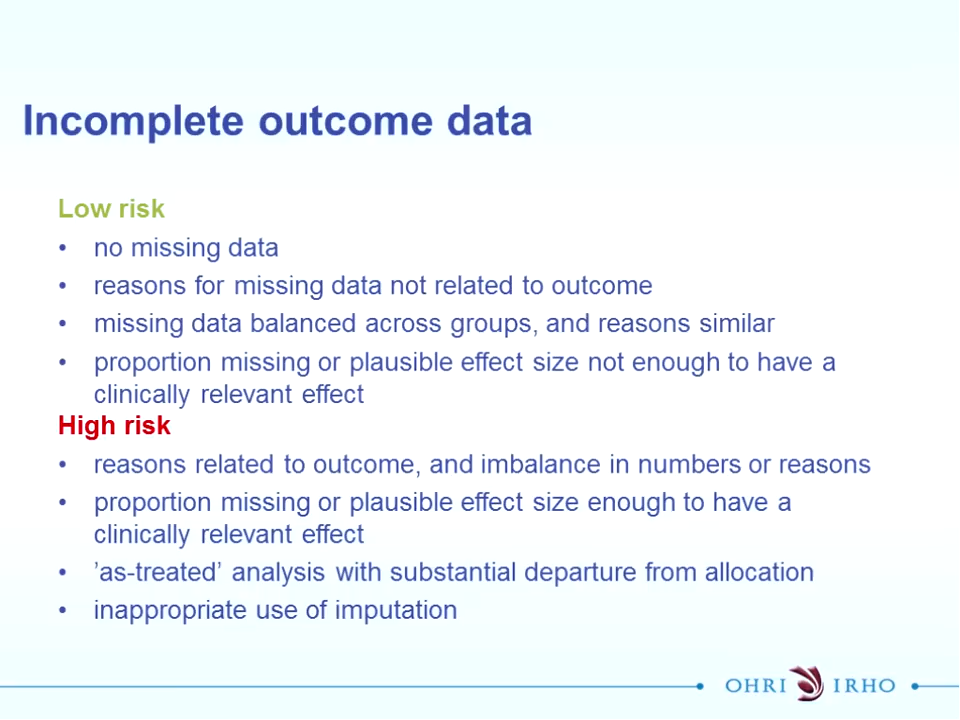 Incomplete outcome data
Low risk
• no missing data
• reasons for missing data not related to outcome
• missing data balanced across groups, and reasons similar
• proportion missing or plausible effect size not enough to have a
clinically relevant effect
High risk
• reasons related to outcome, and imbalance in numbers or reasons
• proportion missing or plausible effect size enough to have a
clinically relevant effect
• ’as-treated’ analysis with substantial departure from allocation
• inappropriate use of imputation
OHRI IRHO